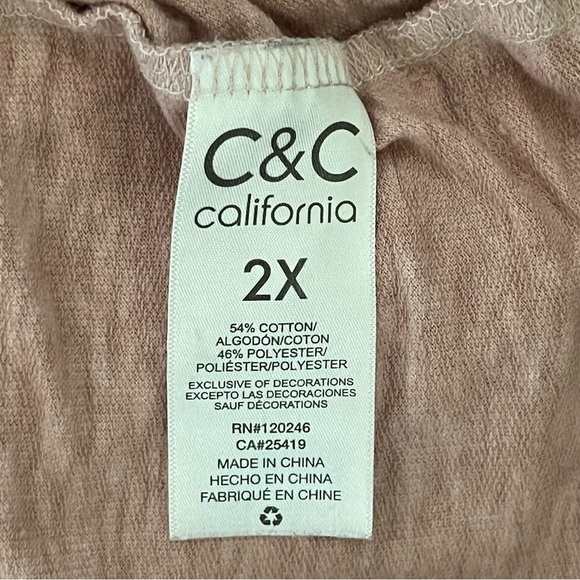 C&C
california
2X
54% COTTON/
ALGODÓN/COTON
46% POLYESTER/
POLIÉSTER/POLYESTER
EXCLUSIVE OF DECORATIONS
EXCEPTO LAS DECORACIONES
SAUF DÉCORATIONS
RN#120246
CA#25419
MADE IN CHINA
HECHO EN CHINA
FABRIQUÉ EN CHINE